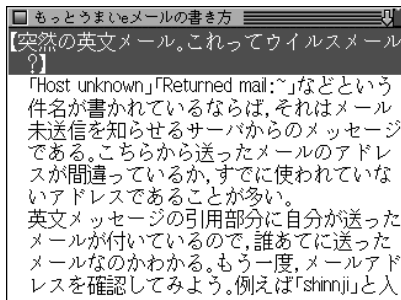 もっとうまいeメールの書き方
【突然の英文メール。これってウイルスメール
?】
「Host unknown」「Returned mail:~」などという
件名が書かれているならば,それはメール
未送信を知らせるサーバからのメッセージ
である。こちらから送ったメールのアドレ
スが間違っているか,すでに使われていな
いアドレスであることが多い。
英文メッセージの引用部分に自分が送った
メールが付いているので,誰あてに送った
メールなのかわかる。もう一度,メールアド
レスを確認してみよう。例えば「shinnji」と入